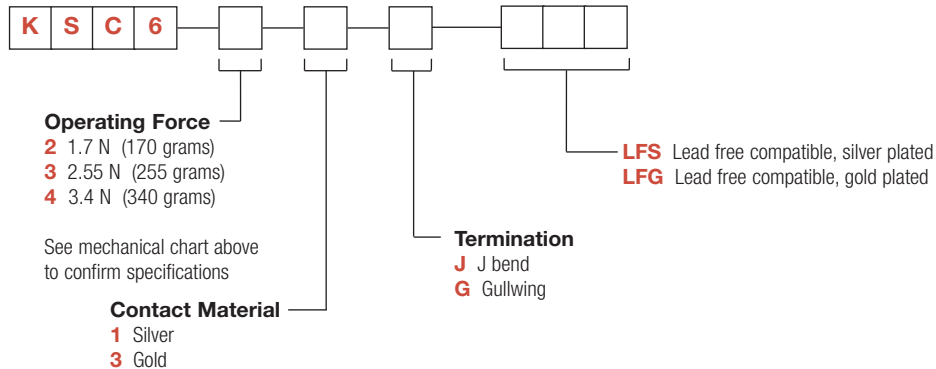 K S C 6
Operating Force
2 1.7 N (170 grams)
3 2.55 N (255 grams)
4 3.4 N (340 grams)
See mechanical chart above
to confirm specifications
Contact Material
1 Silver
3 Gold
Termination
J J bend
G Gullwing
LFS Lead free compatible, silver plated
LFG Lead free compatible, gold plated